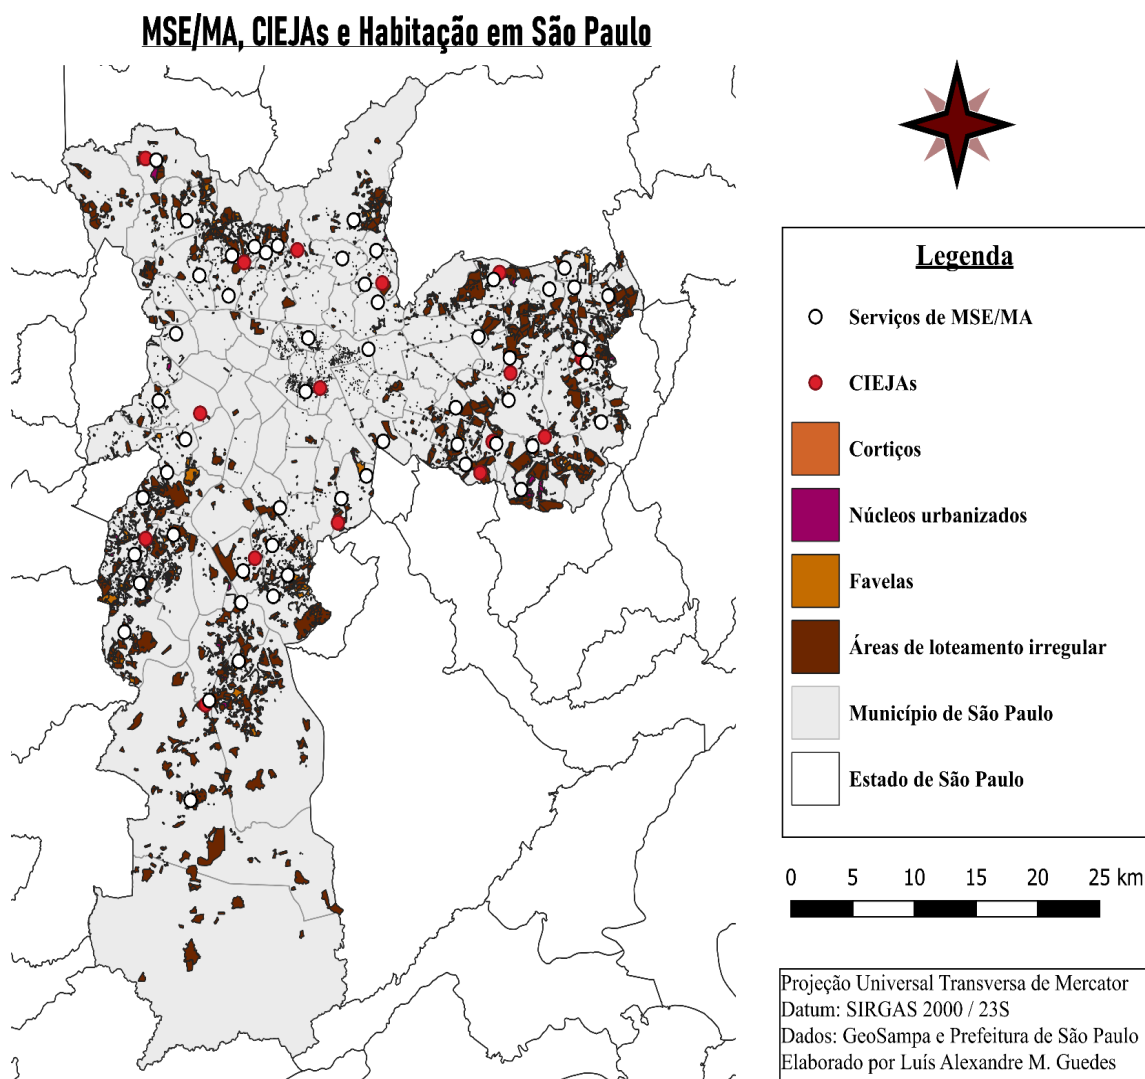 MSE/MA, CIEJAs e Habitação em São Paulo
Legenda
Serviços de MSE/MA
CIEJAs
Cortiços
Núcleos urbanizados
Favelas
Áreas de loteamento irregular
Município de São Paulo
Estado de São Paulo
0 5 10 15 20 25 km
Projeção Universal Transversa de Mercator
Datum: SIRGAS 2000 / 23S
Dados: GeoSampa e Prefeitura de São Paulo
Elaborado por Luís Alexandre M. Guedes